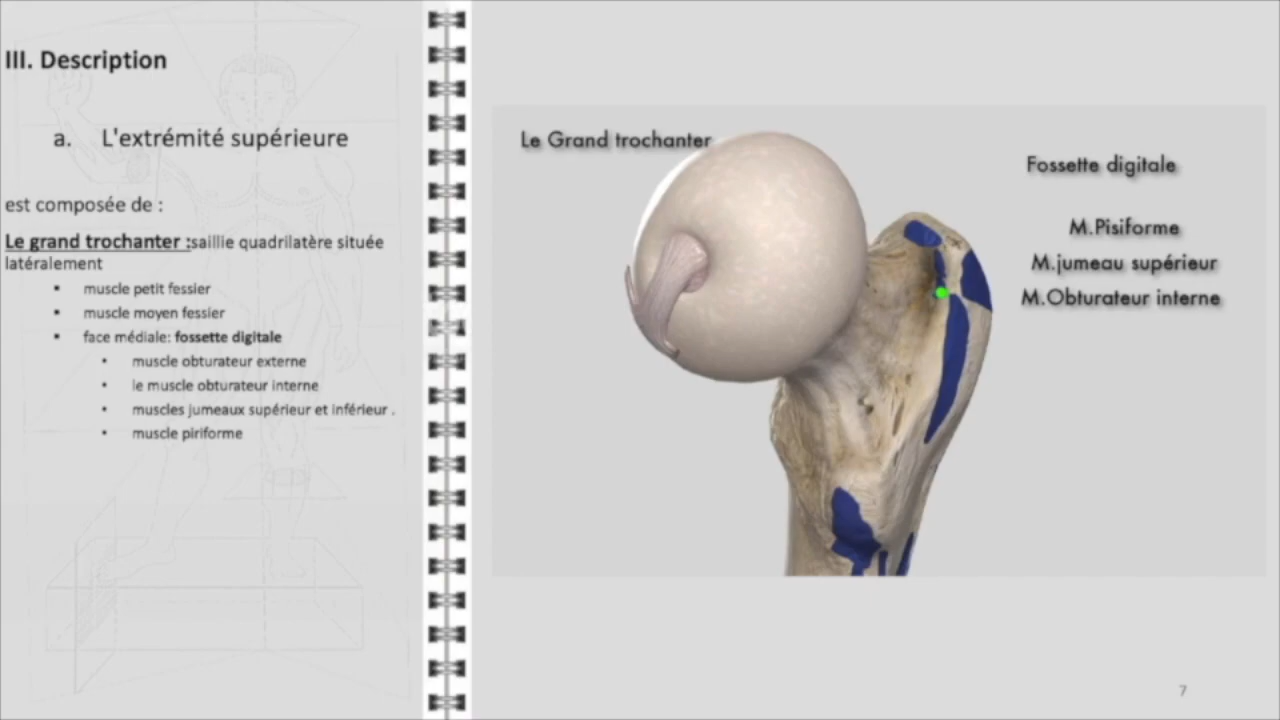 III. Description
a. L'extrémité supérieure
est composée de :
Le grand trochanter :saillie quadrilatère située
latéralement
▪ muscle petit fessier
▪ muscle moyen fessier
▪ face médiale: fossette digitale
• muscle obturateur externe
• le muscle obturateur interne
• muscles jumeaux supérieur et inférieur .
• muscle piriforme
Le Grand trochanter
Fossette digitale
M.Pisiforme
M.jumeau supérieur
M.Obturateur interne
7